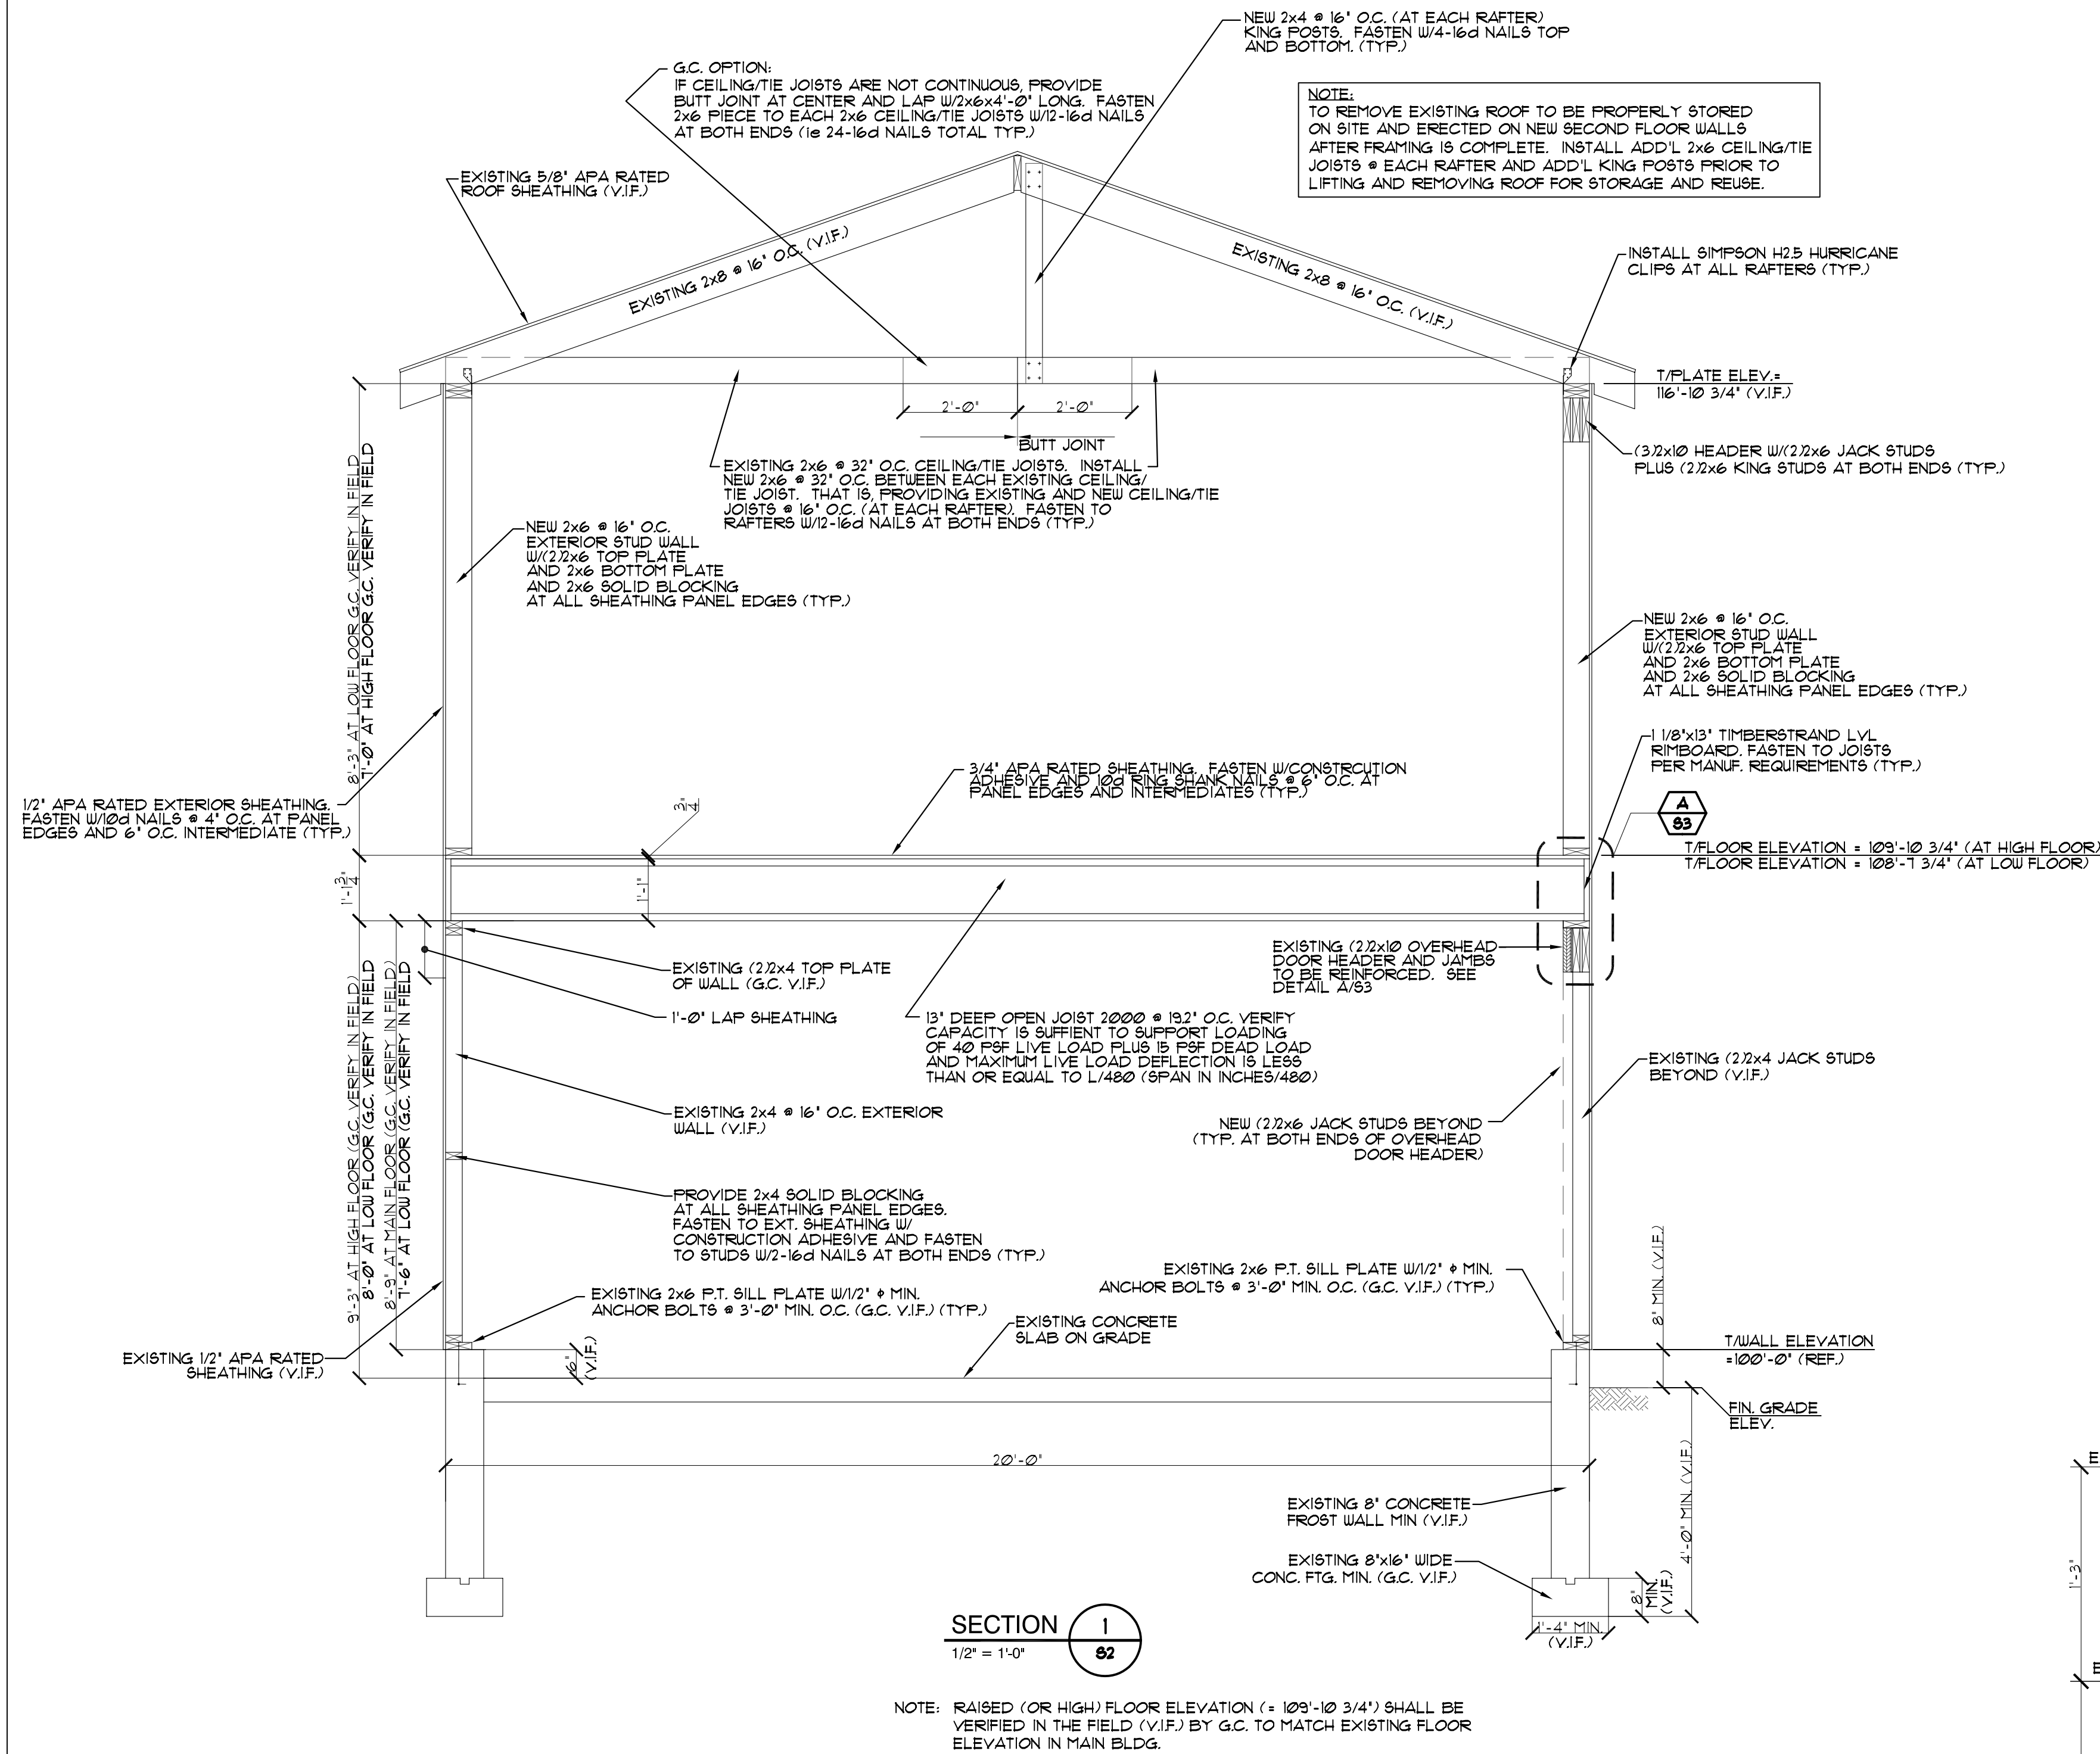 NEW 2x4 @ 16" O.C. (AT EACH RAFTER)
KING POSTS. FASTEN W/4-16d NAILS TOP
AND BOTTOM. (TYP.)
G.C. OPTION:
IF CEILING/TIE JOISTS ARE NOT CONTINUOUS, PROVIDE
BUTT JOINT AT CENTER AND LAP W/2x6x4'-0" LONG. FASTEN
2x6 PIECE TO EACH 2x6 CEILING/TIE JOISTS W/12-16d NAILS
AT BOTH ENDS (ie 24-16d NAILS TOTAL TYP.)
NOTE:
TO REMOVE EXISTING ROOF TO BE PROPERLY STORED
ON SITE AND ERECTED ON NEW SECOND FLOOR WALLS
AFTER FRAMING IS COMPLETE. INSTALL ADD'L 2x6 CEILING/TIE
JOISTS @ EACH RAFTER AND ADD'L KING POSTS PRIOR TO
LIFTING AND REMOVING ROOF FOR STORAGE AND REUSE.
EXISTING 5/8" APA RATED
ROOF SHEATHING (V.I.F.)
EXISTING 2x8 @ 16" O.C. (V.I.F.)
EXISTING 2x8 @ 16" O.C. (V.I.F.)
INSTALL SIMPSON H2.5 HURRICANE
CLIPS AT ALL RAFTERS (TYP.)
T/PLATE ELEV.=
116'-10 3/4" (V.I.F.)
2'-0"
2'-0"
BUTT JOINT
(3)2x10 HEADER W/(2)2x6 JACK STUDS
PLUS (2)2x6 KING STUDS AT BOTH ENDS (TYP.)
EXISTING 2x6 @ 32" O.C. CEILING/TIE JOISTS. INSTALL
NEW 2x6 @ 32" O.C. BETWEEN EACH EXISTING CEILING/
TIE JOIST. THAT IS, PROVIDING EXISTING AND NEW CEILING/TIE
JOISTS @ 16" O.C. (AT EACH RAFTER). FASTEN TO
RAFTERS W/12-16d NAILS AT BOTH ENDS (TYP.)
NEW 2x6 @ 16" O.C.
EXTERIOR STUD WALL
W/(2)2x6 TOP PLATE
AND 2x6 BOTTOM PLATE
AND 2x6 SOLID BLOCKING
AT ALL SHEATHING PANEL EDGES (TYP.)
8'-3" AT LOW FLOOR G.C. VERIFY IN FIELD
7'-0" AT HIGH FLOOR G.C. VERIFY IN FIELD
NEW 2x6 @ 16" O.C.
EXTERIOR STUD WALL
W/(2)2x6 TOP PLATE
AND 2x6 BOTTOM PLATE
AND 2x6 SOLID BLOCKING
AT ALL SHEATHING PANEL EDGES (TYP.)
1 1/8"x13" TIMBERSTRAND LVL
RIMBOARD. FASTEN TO JOISTS
PER MANUF. REQUIREMENTS (TYP.)
3/4" APA RATED SHEATHING. FASTEN W/CONSTRCUTION
ADHESIVE AND 10d RING SHANK NAILS @ 6" O.C. AT
PANEL EDGES AND INTERMEDIATES (TYP.)
1/2" APA RATED EXTERIOR SHEATHING.
FASTEN W/10d NAILS @ 4" O.C. AT PANEL
EDGES AND 6" O.C. INTERMEDIATE (TYP.)
3/4"
A
S3
T/FLOOR ELEVATION = 109'-10 3/4" (AT HIGH FLOOR)
T/FLOOR ELEVATION = 108'-7 3/4" (AT LOW FLOOR)
1'-1 3/4"
1'-1"
EXISTING (2)2x4 TOP PLATE
OF WALL (G.C. V.I.F.)
1'-0" LAP SHEATHING
EXISTING (2)2x10 OVERHEAD
DOOR HEADER AND JAMBS
TO BE REINFORCED. SEE
DETAIL A/S3
13" DEEP OPEN JOIST 2000 @ 19.2" O.C. VERIFY
CAPACITY IS SUFFIENT TO SUPPORT LOADING
OF 40 PSF LIVE LOAD PLUS 15 PSF DEAD LOAD
AND MAXIMUM LIVE LOAD DEFLECTION IS LESS
THAN OR EQUAL TO L/480 (SPAN IN INCHES/480)
EXISTING (2)2x4 JACK STUDS
BEYOND (V.I.F.)
EXISTING 2x4 @ 16" O.C. EXTERIOR
WALL (V.I.F.)
NEW (2)2x6 JACK STUDS BEYOND
(TYP. AT BOTH ENDS OF OVERHEAD
DOOR HEADER)
9'-3" AT HIGH FLOOR (G.C. VERIFY IN FIELD)
8'-0" AT LOW FLOOR (G.C. VERIFY IN FIELD
8'-9" AT MAIN FLOOR (G.C. VERIFY IN FIELD)
7'-6" AT LOW FLOOR (G.C. VERIFY IN FIELD
PROVIDE 2x4 SOLID BLOCKING
AT ALL SHEATHING PANEL EDGES.
FASTEN TO EXT. SHEATHING W/
CONSTRUCTION ADHESIVE AND FASTEN
TO STUDS W/2-16d NAILS AT BOTH ENDS (TYP.)
EXISTING 2x6 P.T. SILL PLATE W/1/2" ϕ MIN.
ANCHOR BOLTS @ 3'-0" MIN. O.C. (G.C. V.I.F.) (TYP.)
EXISTING 2x6 P.T. SILL PLATE W/1/2" ϕ MIN.
ANCHOR BOLTS @ 3'-0" MIN. O.C. (G.C. V.I.F.) (TYP.)
EXISTING CONCRETE
SLAB ON GRADE
8" MIN. (V.I.F.)
T/WALL ELEVATION
=100'-0" (REF.)
EXISTING 1/2" APA RATED
SHEATHING (V.I.F.)
6"
(V.I.F.)
FIN. GRADE
ELEV.
20'-0"
4'-0" MIN. (V.I.F.)
EXISTING 8" CONCRETE
FROST WALL MIN (V.I.F.)
EXISTING 8"x16" WIDE
CONC. FTG. MIN. (G.C. V.I.F.)
8"
MIN.
(V.I.F.)
1'-4" MIN.
(V.I.F.)
1'-3"
SECTION
1/2" = 1'-0"
1
S2
NOTE: RAISED (OR HIGH) FLOOR ELEVATION (= 109'-10 3/4") SHALL BE
VERIFIED IN THE FIELD (V.I.F.) BY G.C. TO MATCH EXISTING FLOOR
ELEVATION IN MAIN BLDG.